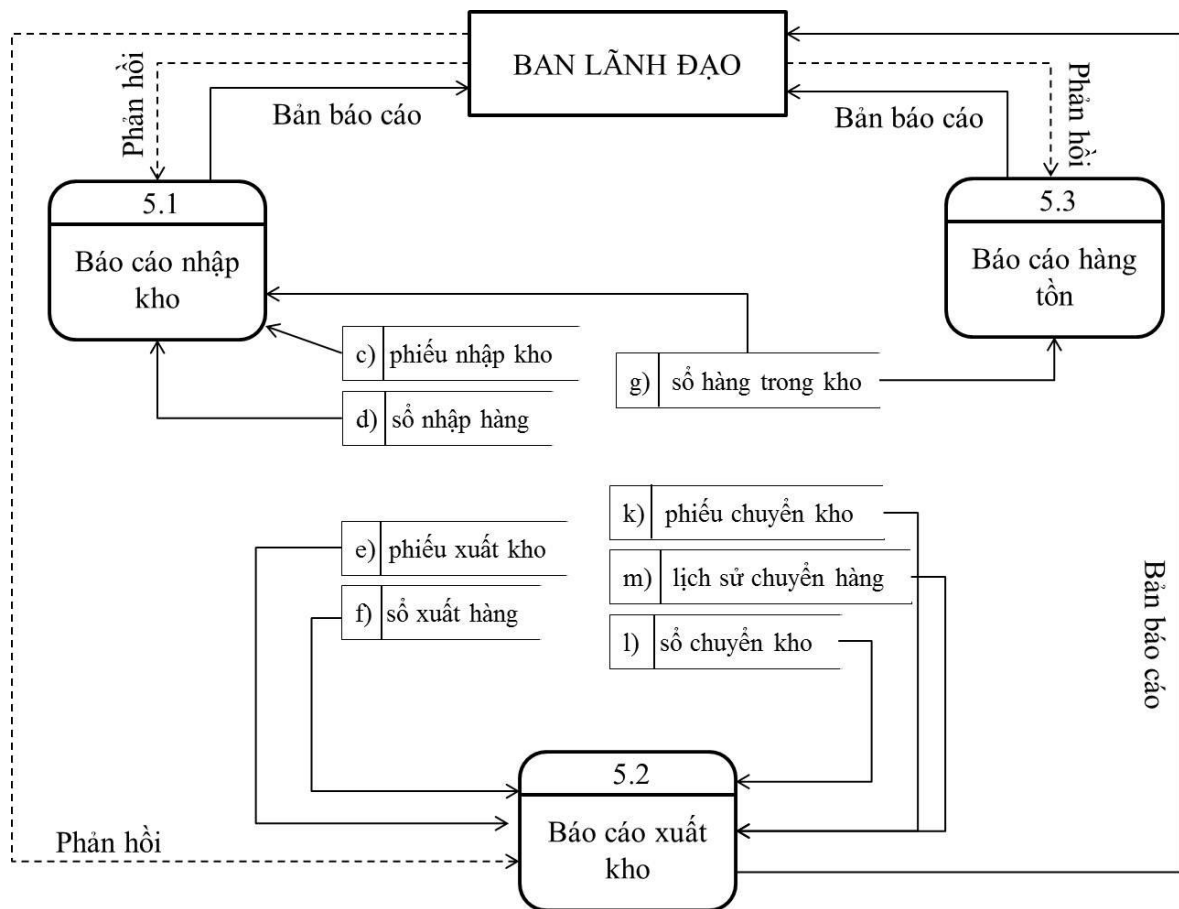 BAN LÃNH ĐẠO
Phản hồi
Bản báo cáo
Bản báo cáo
Phản hồi
5.1
Báo cáo nhập
kho
5.3
Báo cáo hàng
tồn
c) phiếu nhập kho
g) sổ hàng trong kho
d) sổ nhập hàng
k) phiếu chuyển kho
e) phiếu xuất kho
m) lịch sử chuyển hàng
f) sổ xuất hàng
l) sổ chuyển kho
Bản báo cáo
5.2
Báo cáo xuất
kho
Phản hồi